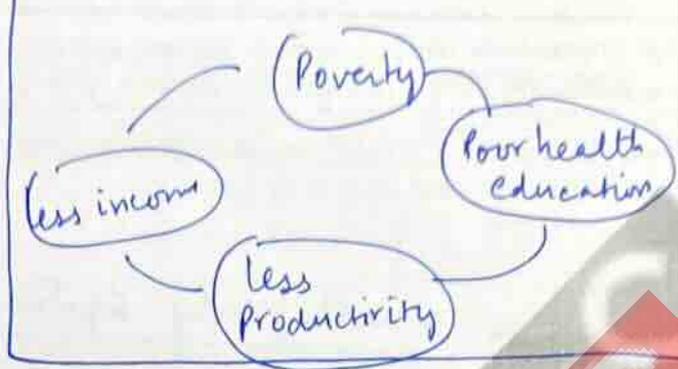 Poverty
Poor health
education
less
productivity
less income